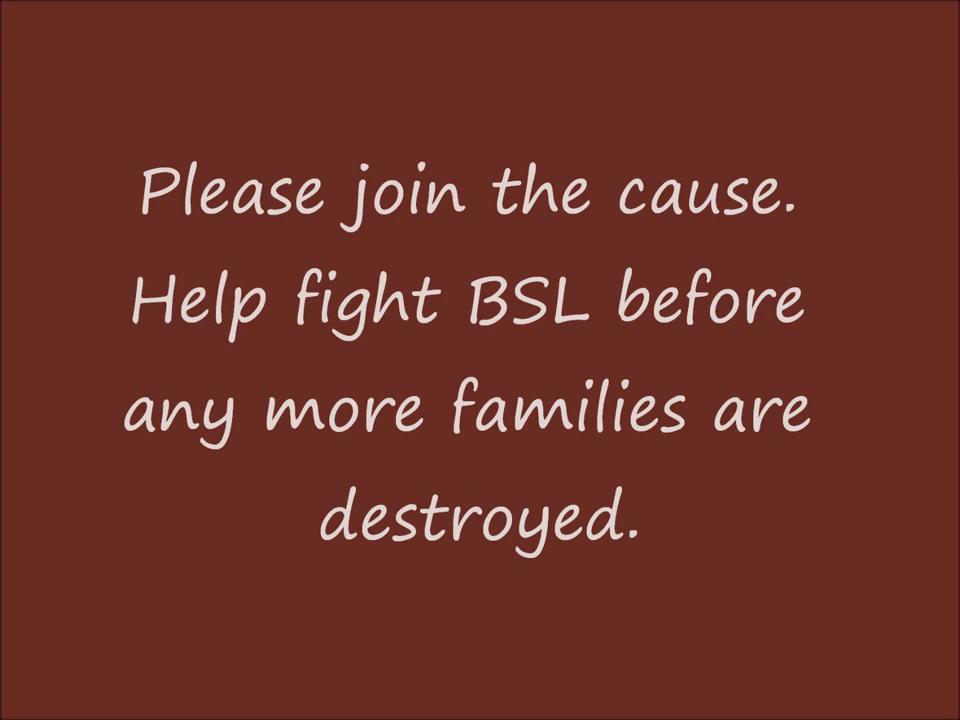 Please join the cause.
Help fight BSL before
any more families are
destroyed.